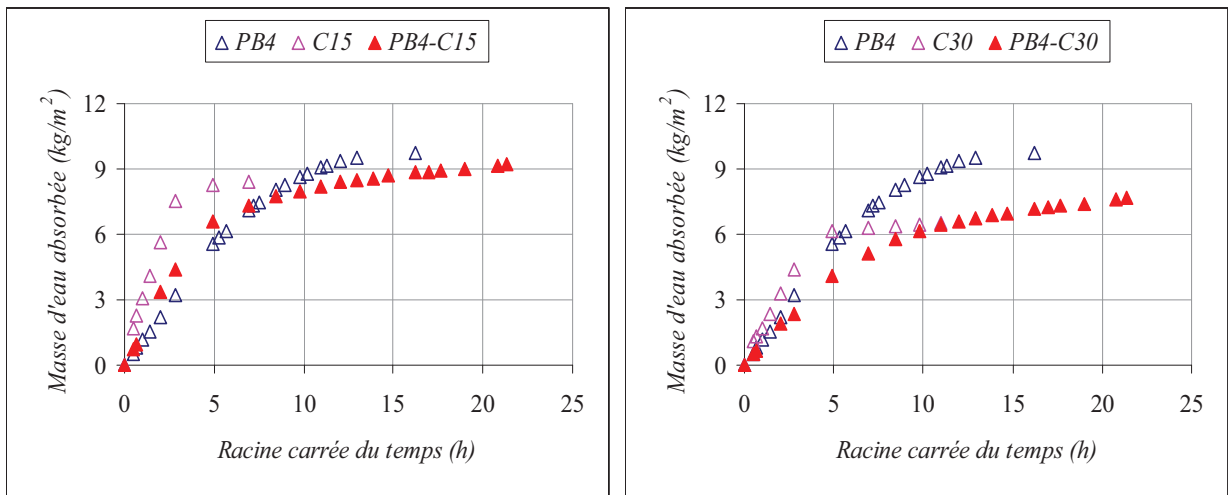 PB4 C15 PB4-C15
Masse d'eau absorbée (kg/m²)
12
9
6
3
0
0 5 10 15 20 25
Racine carrée du temps (h)
PB4 C30 PB4-C30
Masse d'eau absorbée (kg/m²)
12
9
6
3
0
0 5 10 15 20 25
Racine carrée du temps (h)